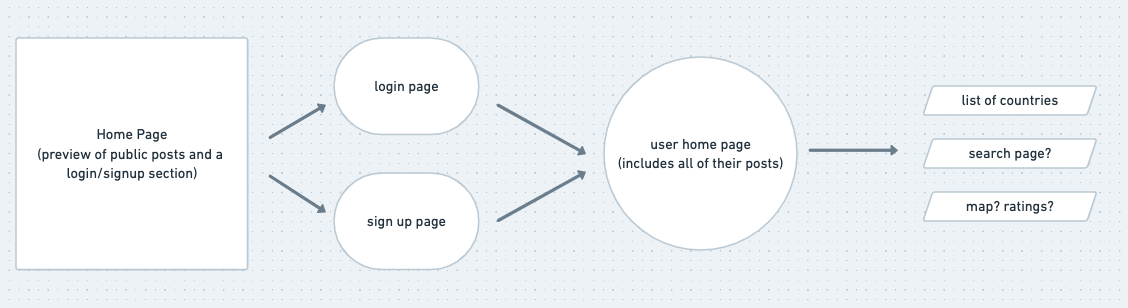 Home Page
(preview of public posts and a
login/signup section)
login page
sign up page
user home page
(includes all of their posts)
list of countries
search page?
map? ratings?